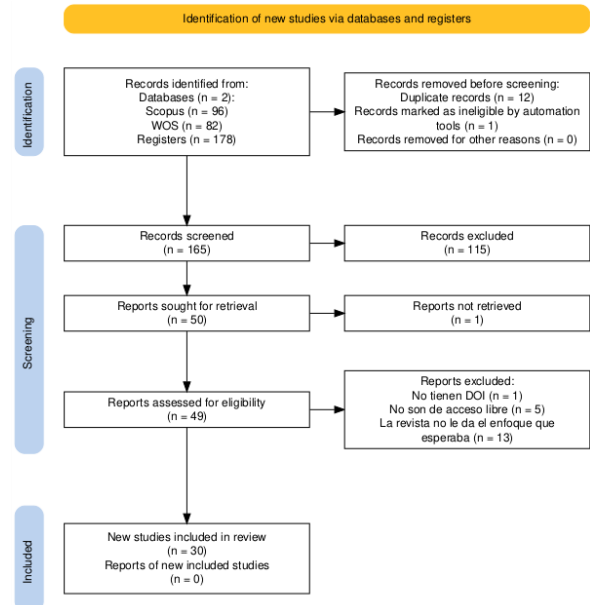 Identification of new studies via databases and registers
Identification
Records identified from:
Databases (n = 2):
Scopus (n = 96)
WOS (n = 82)
Registers (n = 178)
Records removed before screening:
Duplicate records (n = 12)
Records marked as ineligible by automation
tools (n = 1)
Records removed for other reasons (n = 0)
Screening
Records screened
(n = 165)
Records excluded
(n = 115)
Reports sought for retrieval
(n = 50)
Reports not retrieved
(n = 1)
Reports assessed for eligibility
(n = 49)
Reports excluded:
No tienen DOI (n = 1)
No son de acceso libre (n = 5)
La revista no le da el enfoque que
esperaba (n = 13)
Included
New studies included in review
(n = 30)
Reports of new included studies
(n = 0)